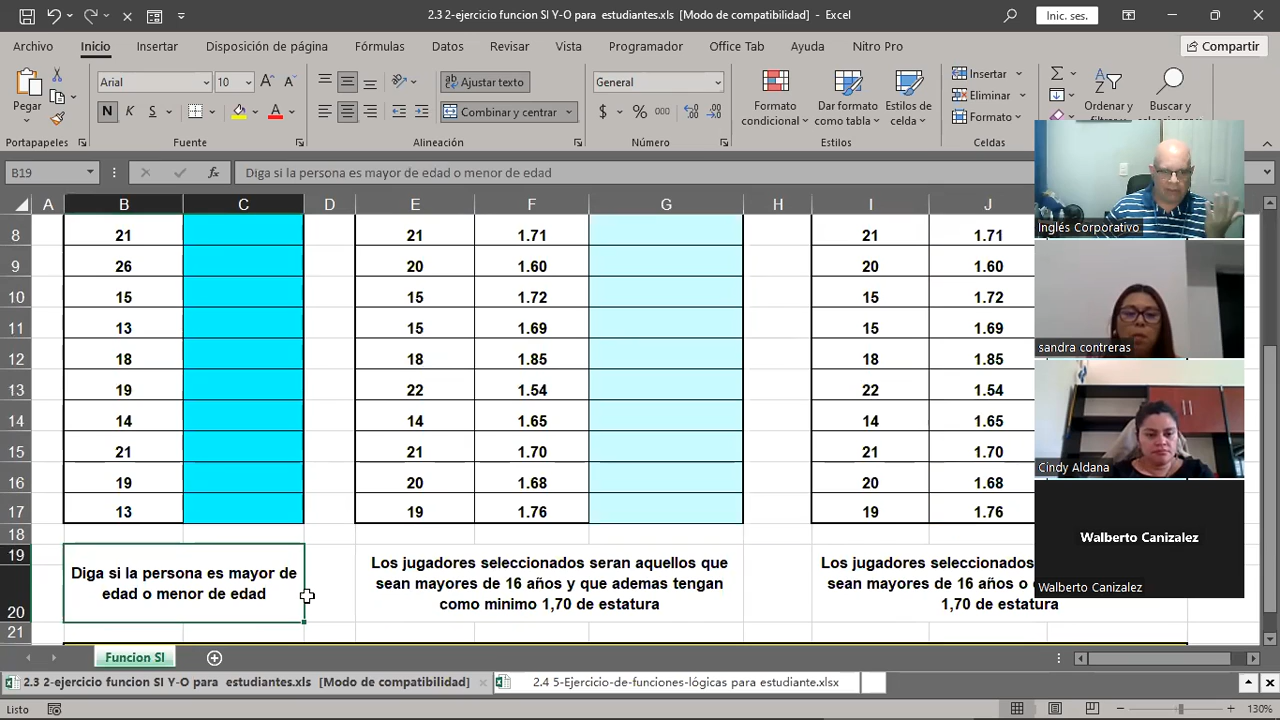 2.3 2-ejercicio funcion SI Y-O para estudiantes.xls [Modo de compatibilidad] - Excel
Inic. ses.
Archivo Inicio Insertar Disposición de página Fórmulas Datos Revisar Vista Programador Office Tab Ayuda Nitro Pro Compartir
Pegar
Arial 10
N K S
Ajustar texto
Combinar y centrar
General
$ % 000
Formato condicional
Dar formato como tabla
Estilos de celda
Insertar
Eliminar
Formato
Ordenar y filtrar
Buscar y seleccionar
Portapapeles Fuente Alineación Número Estilos Celdas
B19 fx Diga si la persona es mayor de edad o menor de edad
A B C D E F G H I J
8 21 21 1.71 21 1.71
9 26 20 1.60 20 1.60
10 15 15 1.72 15 1.72
11 13 15 1.69 15 1.69
12 18 18 1.85 18 1.85
13 19 22 1.54 22 1.54
14 14 14 1.65 14 1.65
15 21 21 1.70 21 1.70
16 19 20 1.68 20 1.68
17 13 19 1.76 19 1.76
18
19
20
21
Diga si la persona es mayor de
edad o menor de edad
Los jugadores seleccionados seran aquellos que
sean mayores de 16 años y que ademas tengan
como minimo 1,70 de estatura
Los jugadores seleccionados
sean mayores de 16 años o
1,70 de estatura
Inglés Corporativo
sandra contreras
Cindy Aldana
Walberto Canizalez
Walberto Canizalez
Funcion SI
2.3 2-ejercicio funcion SI Y-O para estudiantes.xls [Modo de compatibilidad]
2.4 5-Ejercicio-de-funciones-lógicas para estudiante.xlsx
Listo
130%